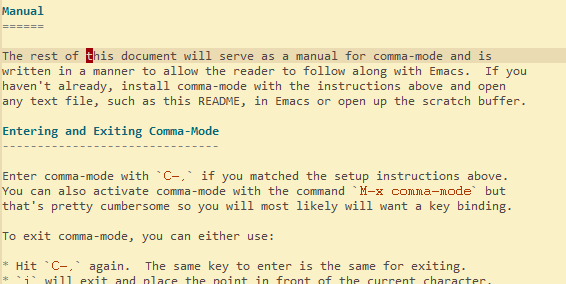 Manual
======
The rest of this document will serve as a manual for comma-mode and is
written in a manner to allow the reader to follow along with Emacs.  If you
haven't already, install comma-mode with the instructions above and open
any text file, such as this README, in Emacs or open up the scratch buffer.
Entering and Exiting Comma-Mode
-------------------------------
Enter comma-mode with `C-,` if you matched the setup instructions above.
You can also activate comma-mode with the command `M-x comma-mode` but
that's pretty cumbersome so you will most likely will want a key binding.
To exit comma-mode, you can either use:
* Hit `C-,` again.  The same key to enter is the same for exiting.
* `i` will exit and place the point in front of the current character.